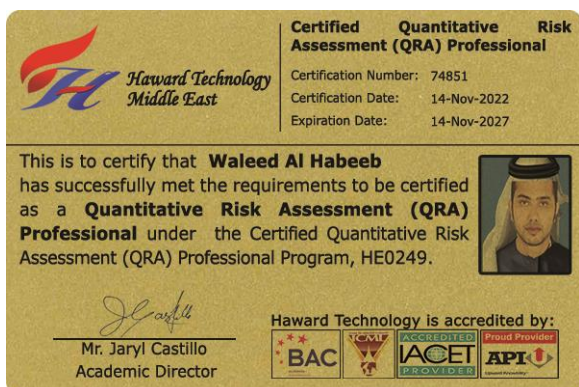 Haward Technology
Middle East
Certified Quantitative Risk
Assessment (QRA) Professional
Certification Number: 74851
Certification Date: 14-Nov-2022
Expiration Date: 14-Nov-2027
This is to certify that Waleed Al Habeeb
has successfully met the requirements to be certified
as a Quantitative Risk Assessment (QRA)
Professional under the Certified Quantitative Risk
Assessment (QRA) Professional Program, HE0249.
Mr. Jaryl Castillo
Academic Director
Haward Technology is accredited by:
BAC
TCMI
ACCREDITED
IACET
PROVIDER
Proud Provider
API